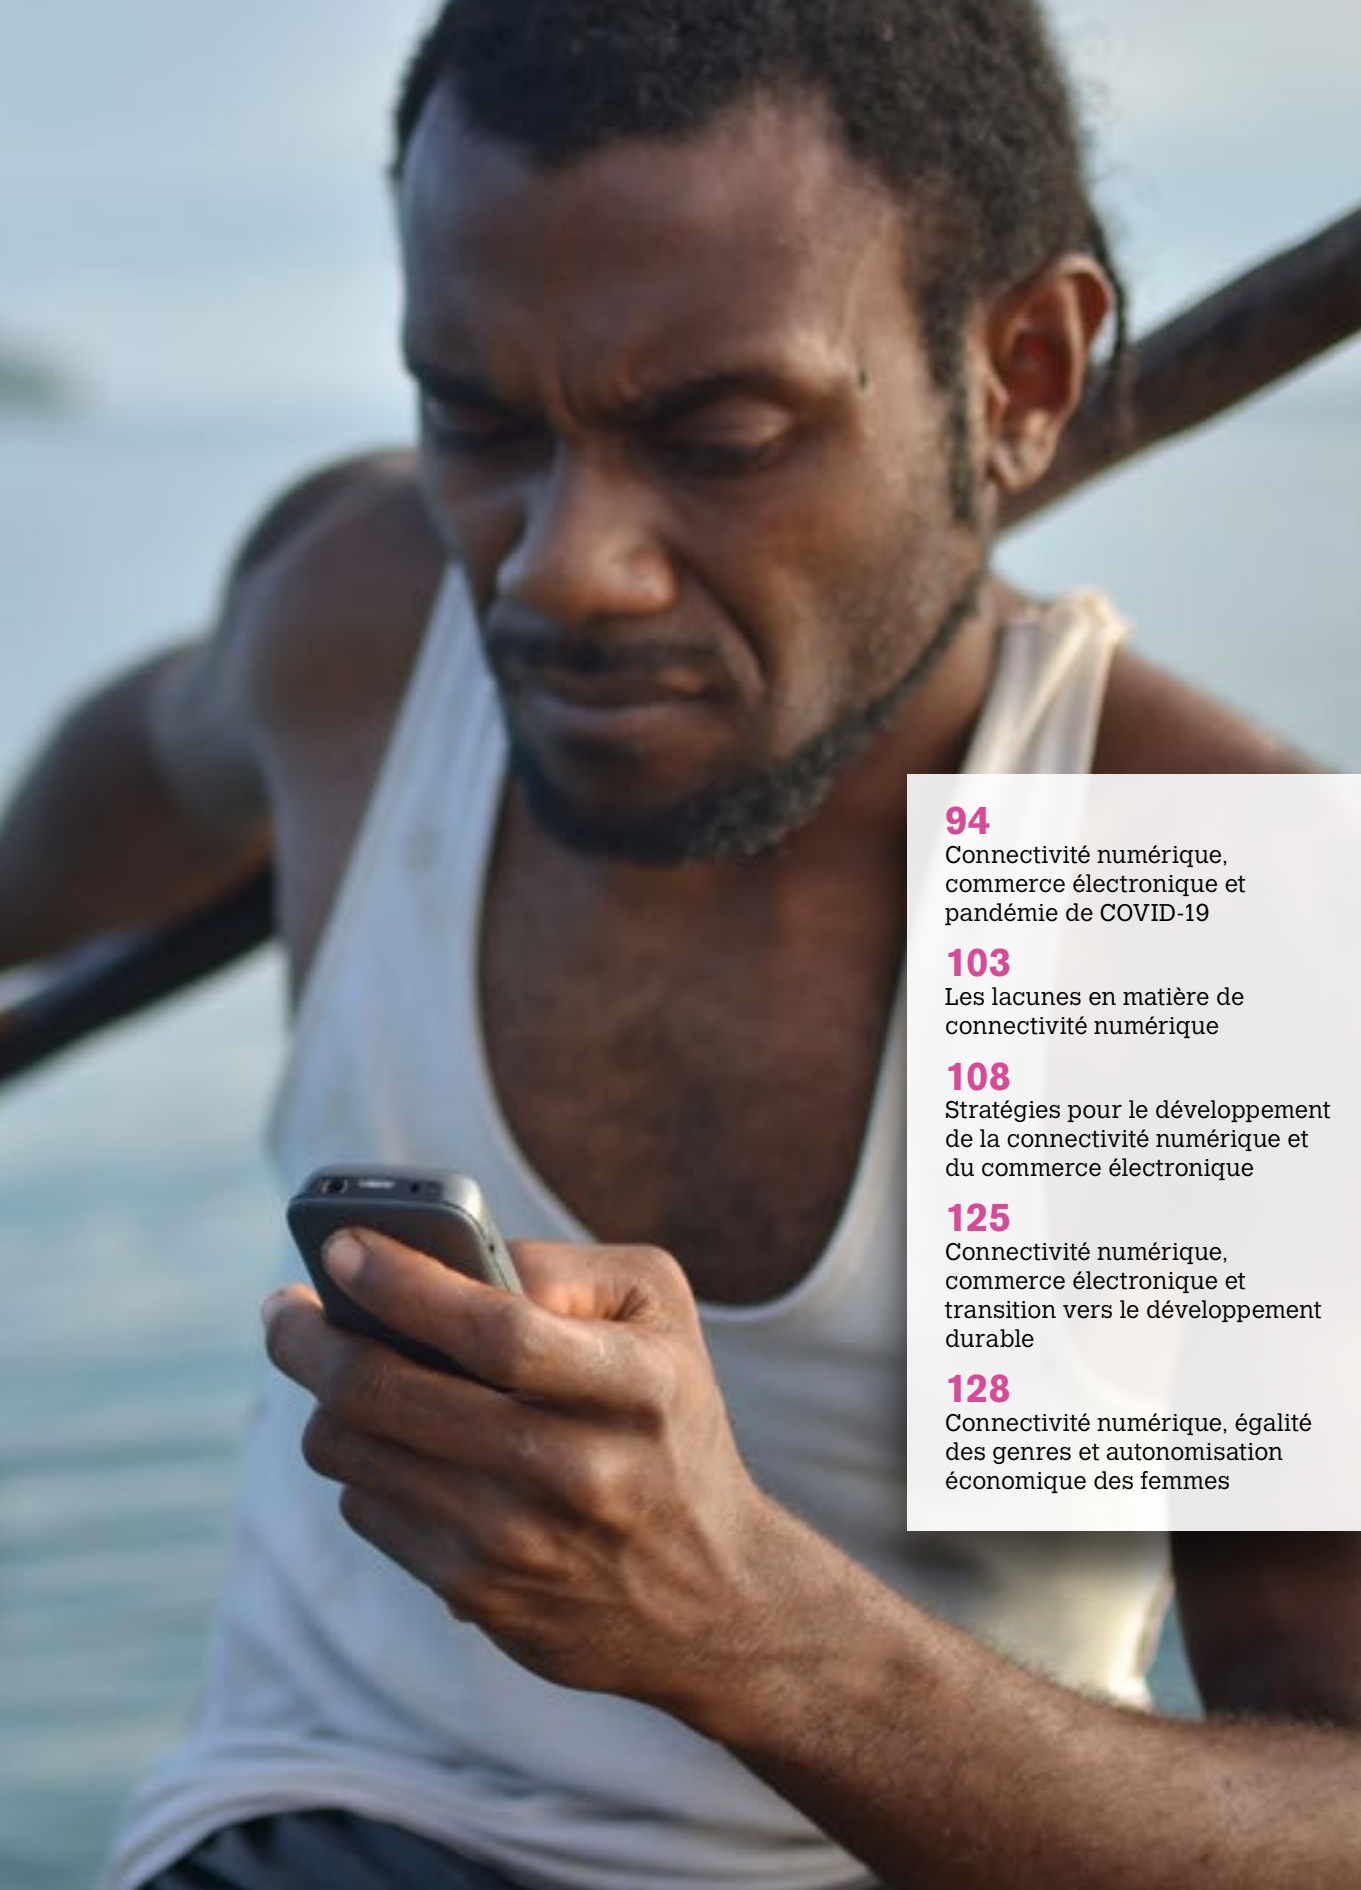 94
Connectivité numérique,
commerce électronique et
pandémie de COVID-19
103
Les lacunes en matière de
connectivité numérique
108
Stratégies pour le développement
de la connectivité numérique et
du commerce électronique
125
Connectivité numérique,
commerce électronique et
transition vers le développement
durable
128
Connectivité numérique, égalité
des genres et autonomisation
économique des femmes